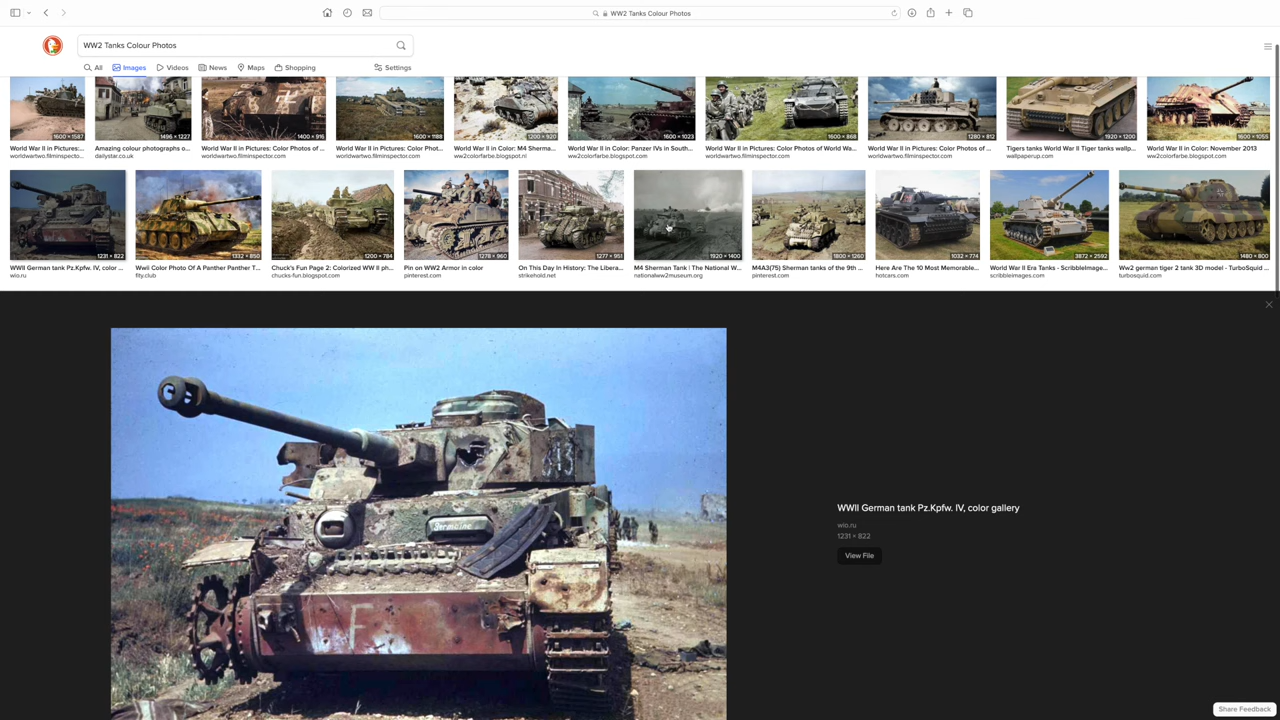 WW2 Tanks Colour Photos
WW2 Tanks Colour Photos
All Images Videos News Maps Shopping Settings
1600 × 1587 1496 × 1227 1400 × 916 1600 × 1188 1200 × 920 1600 × 1023 1600 × 868 1280 × 812 1920 × 1200 1600 × 1055
World War II in Pictures:... Amazing colour photographs o... World War II in Pictures: Color Photos of ... World War II in Pictures: Color Phot... World War II in Color: M4 Sherma... World War II in Color: Panzer IVs in South... World War II in Pictures: Color Photos of World Wa... World War II in Pictures: Color Photos of ... Tigers tanks World War II Tiger tanks wallp... World War II in Color: November 2013
worldwartwo.filminspecto... dailystar.co.uk worldwartwo.filminspector.com worldwartwo.filminspector.com ww2colorfarbe.blogspot.nl ww2colorfarbe.blogspot.com worldwartwo.filminspector.com worldwartwo.filminspector.com wallpaperup.com ww2colorfarbe.blogspot.com
1231 × 822 1332 × 850 1200 × 784 1278 × 960 1277 × 951 1920 × 1400 1800 × 1260 1032 × 774 3872 × 2592 1480 × 800
WWII German tank Pz.Kpfw. IV, color ... Wwii Color Photo Of A Panther Panther T... Chuck's Fun Page 2: Colorized WW II ph... Pin on WW2 Armor in color On This Day In History: The Libera... M4 Sherman Tank | The National W... M4A3(75) Sherman tanks of the 9th ... Here Are The 10 Most Memorable... World War II Era Tanks - ScribbleImage... Ww2 german tiger 2 tank 3D model - TurboSquid ...
wio.ru fity.club chucks-fun.blogspot.com pinterest.com strikehold.net nationalww2museum.org pinterest.com hotcars.com scribbleimages.com turbosquid.com
Germaine
F
WWII German tank Pz.Kpfw. IV, color gallery
wio.ru
1231 × 822
View File
Share Feedback